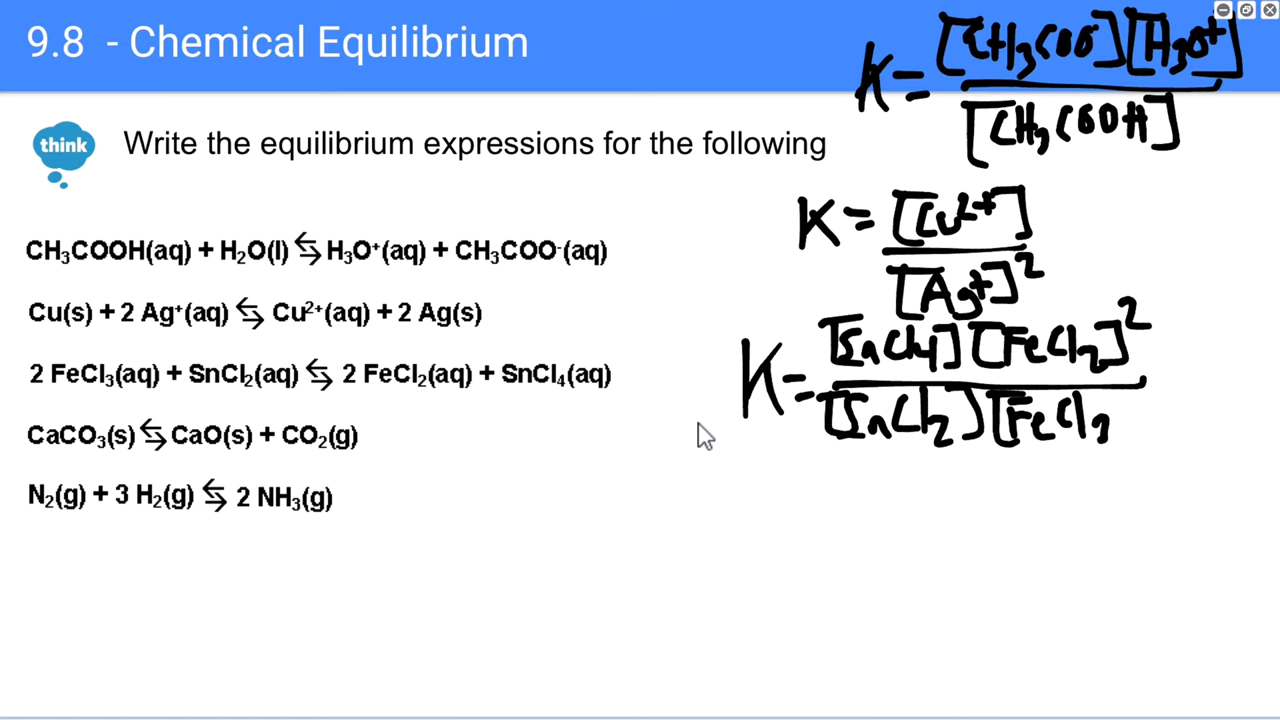 9.8 - Chemical Equilibrium
K = [CH₃COO⁻][H₃O⁺]
[CH₃COOH]
think
Write the equilibrium expressions for the following
K = [Cu²⁺]
[Ag⁺]²
CH₃COOH(aq) + H₂O(l) ⇆ H₃O⁺(aq) + CH₃COO⁻(aq)
Cu(s) + 2 Ag⁺(aq) ⇆ Cu²⁺(aq) + 2 Ag(s)
K = [SnCl4][FeCl₂]²
[SnCl₂][FeCl₃
2 FeCl₃(aq) + SnCl₂(aq) ⇆ 2 FeCl₂(aq) + SnCl₄(aq)
CaCO₃(s) ⇆ CaO(s) + CO₂(g)
N₂(g) + 3 H₂(g) ⇆ 2 NH₃(g)